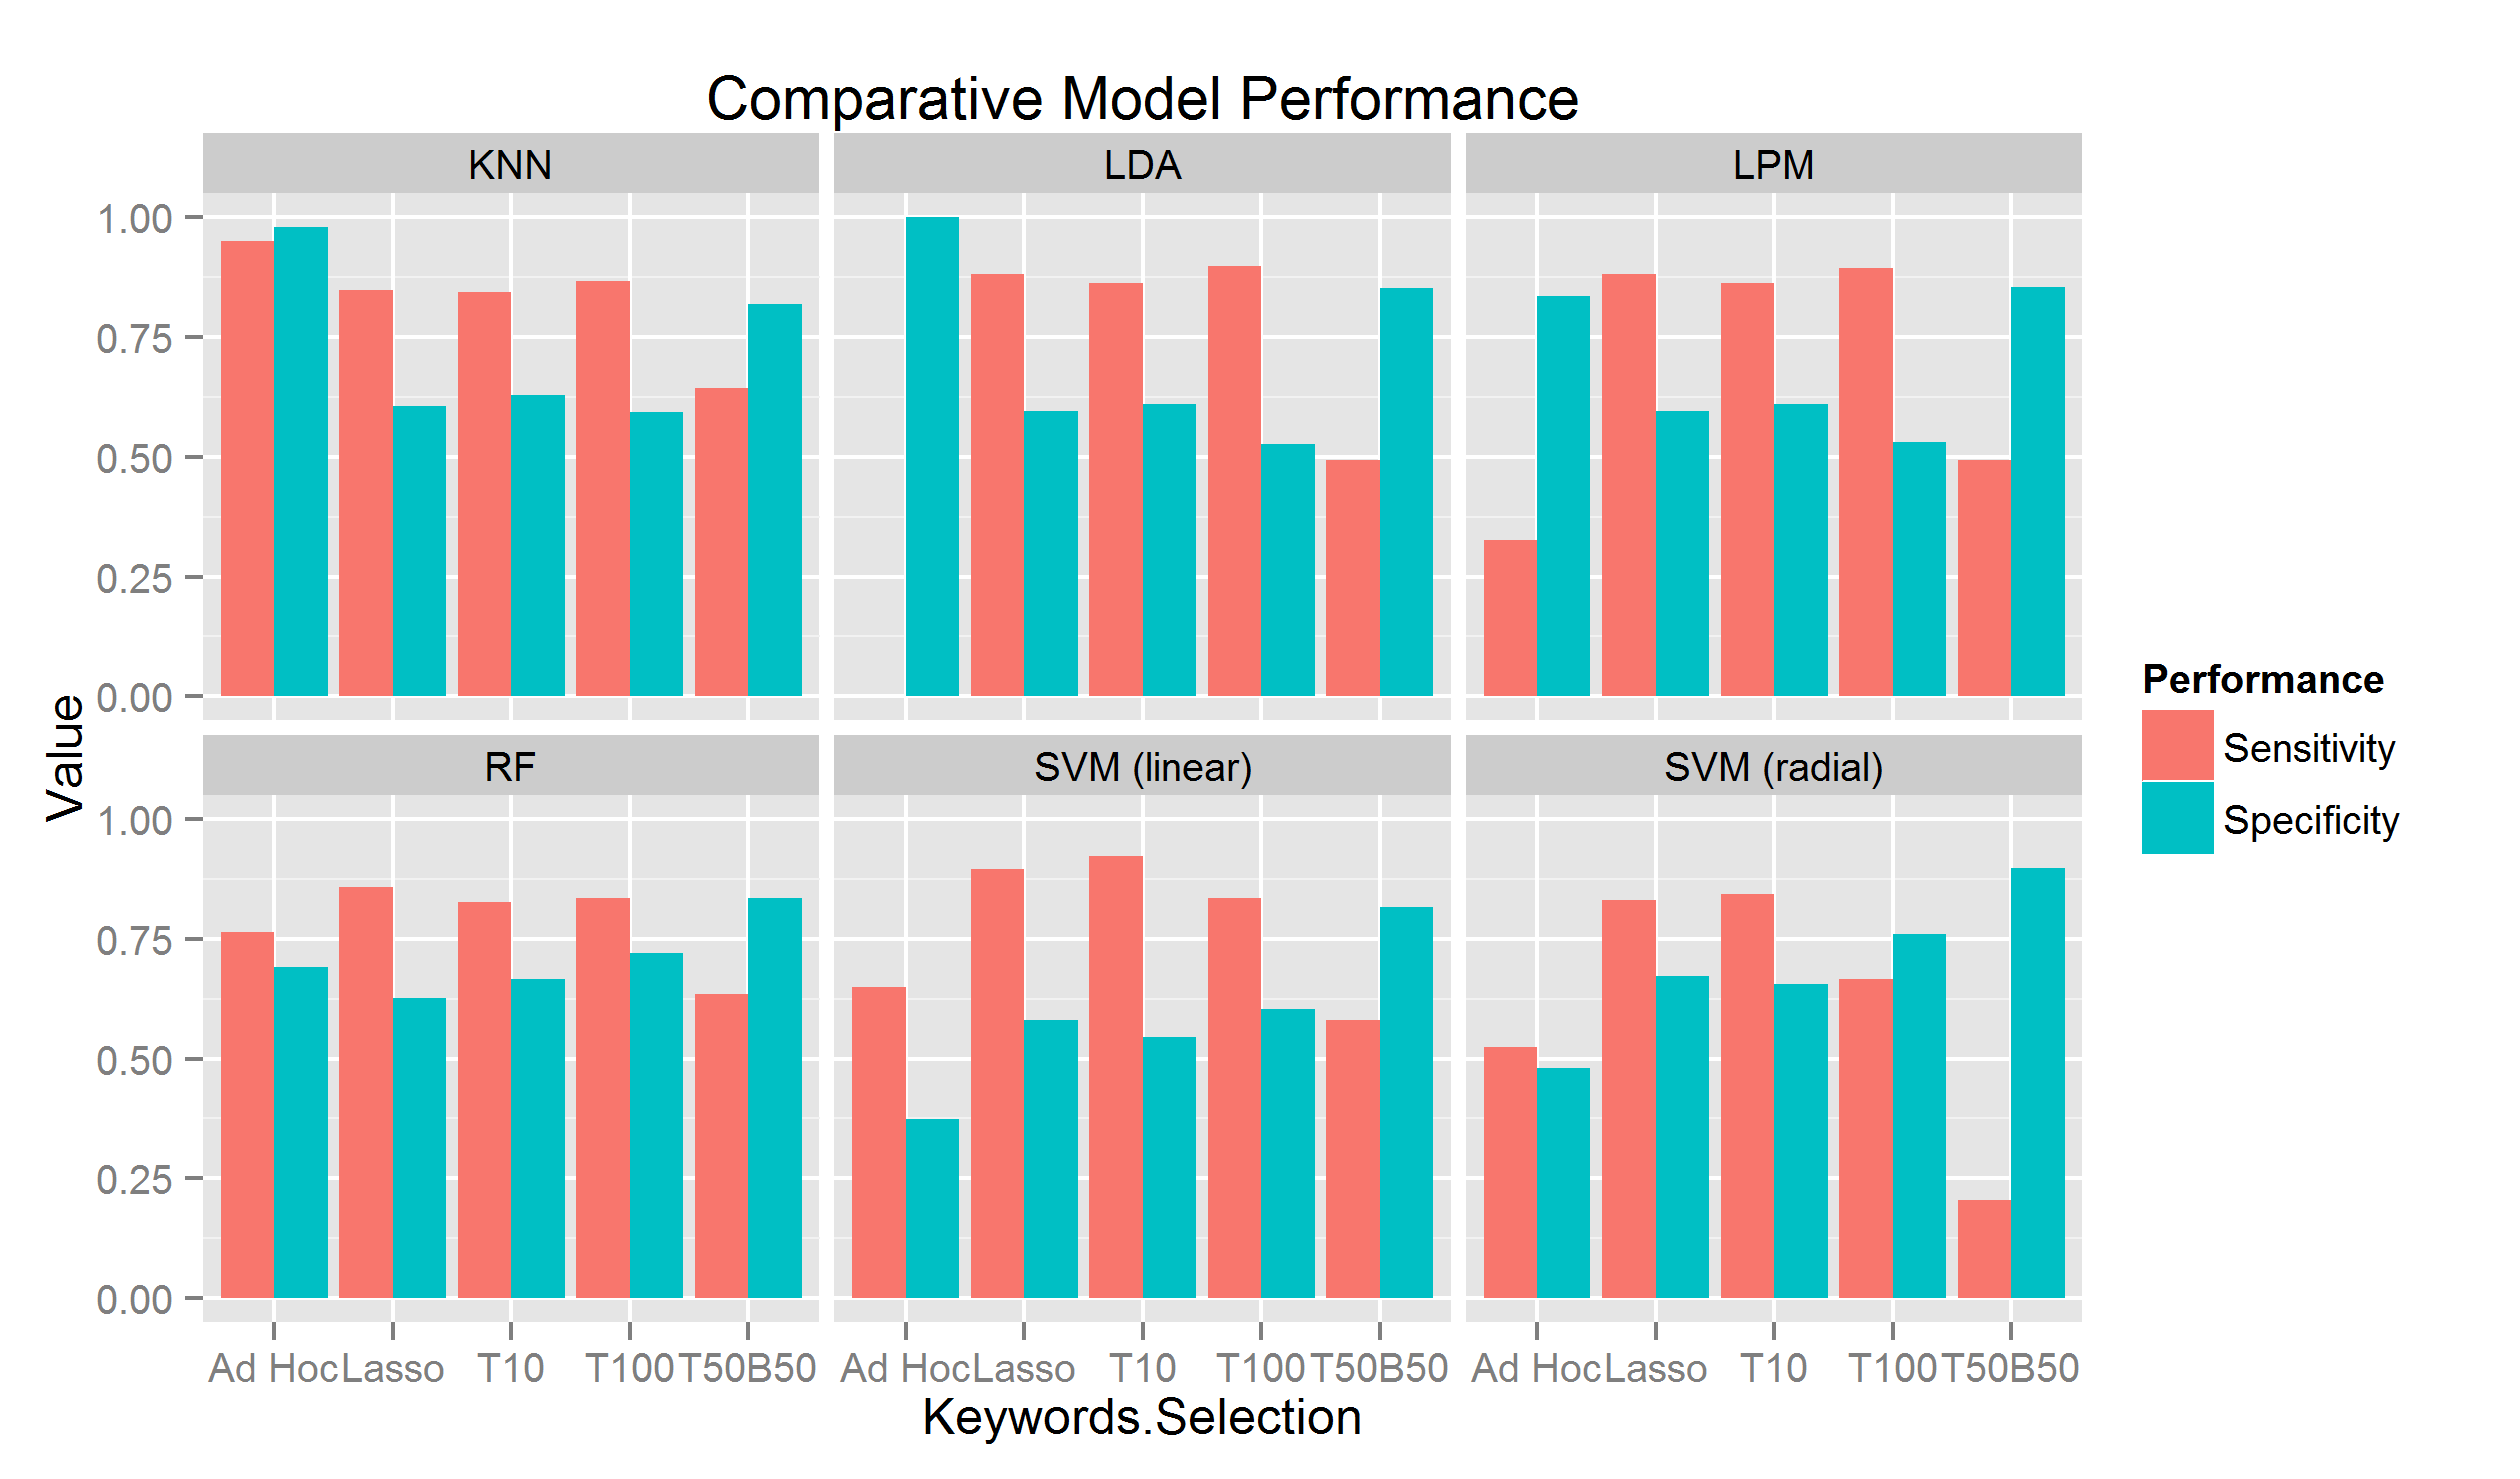 Comparative Model Performance
KNN LDA LPM
1.00
0.75
0.50
0.25
0.00
RF SVM (linear) SVM (radial)
1.00
0.75
0.50
0.25
0.00
Value
Ad Hoc Lasso T10 T100 T50B50 Ad Hoc Lasso T10 T100 T50B50 Ad Hoc Lasso T10 T100 T50B50
Keywords.Selection
Performance
Sensitivity
Specificity